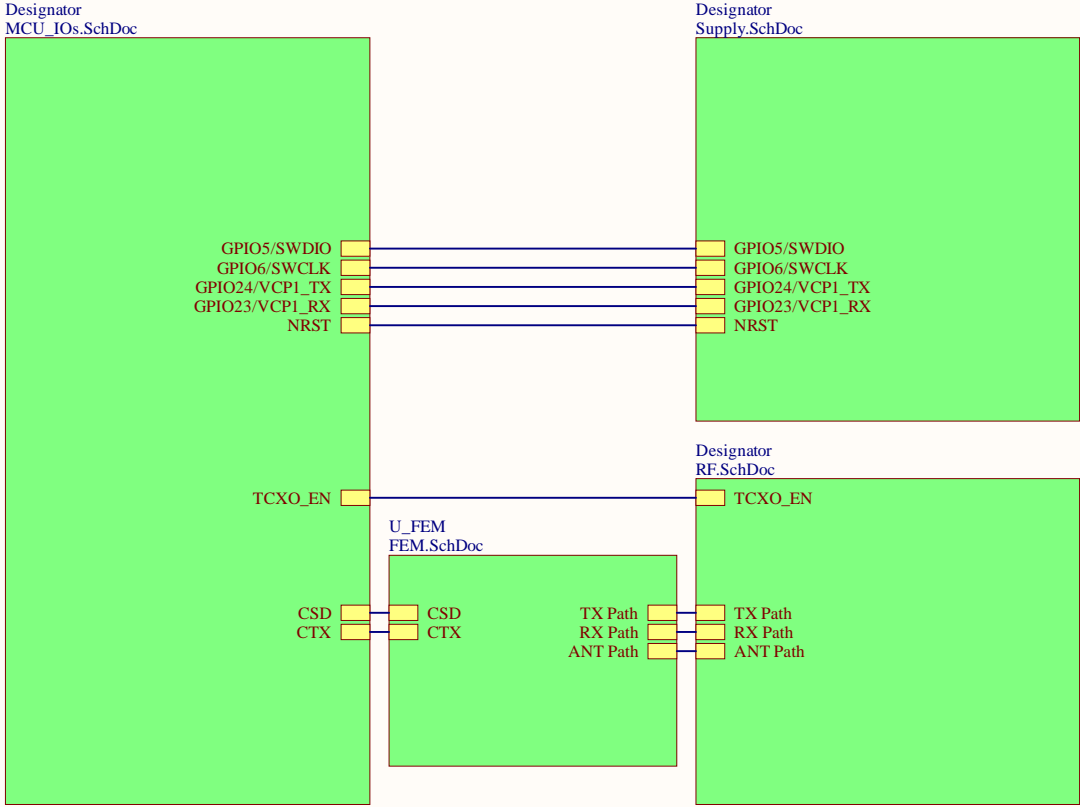 Designator
MCU_IOs.SchDoc
GPIO5/SWDIO
GPIO6/SWCLK
GPIO24/VCP1_TX
GPIO23/VCP1_RX
NRST
TCXO_EN
CSD
CTX
Designator
Supply.SchDoc
GPIO5/SWDIO
GPIO6/SWCLK
GPIO24/VCP1_TX
GPIO23/VCP1_RX
NRST
U_FEM
FEM.SchDoc
CSD
CTX
TX Path
RX Path
ANT Path
Designator
RF.SchDoc
TCXO_EN
TX Path
RX Path
ANT Path